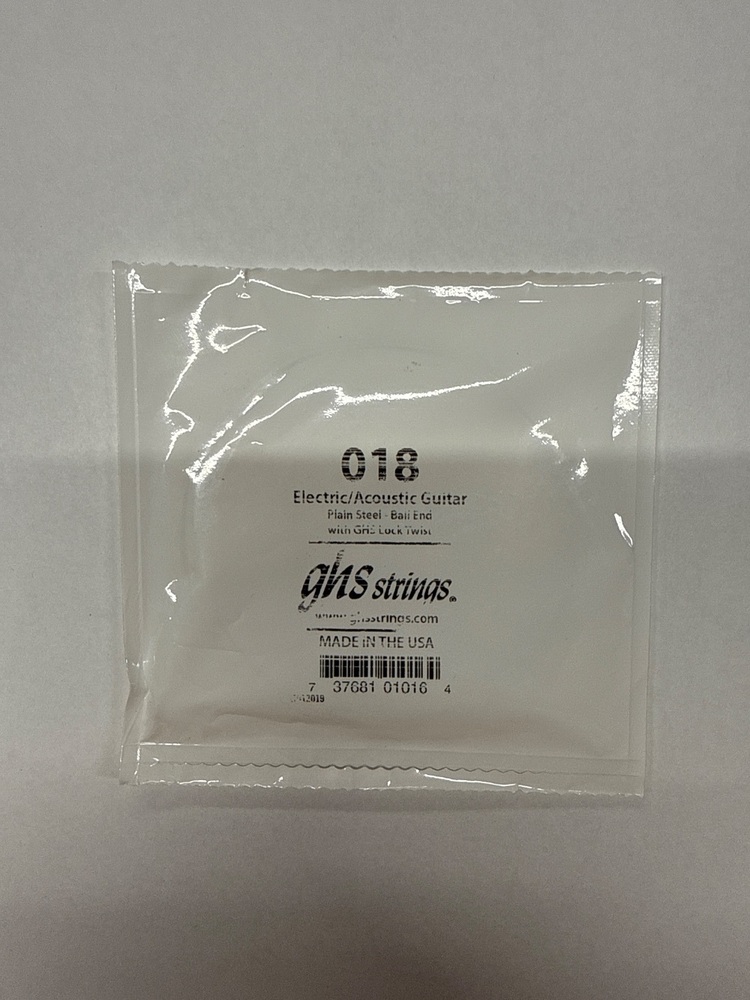 018
Electric/Acoustic Guitar
Plain Steel - Ball End
with GHS Lock Twist
ghs strings®
www.ghsstrings.com
MADE IN THE USA
7 37681 01016 4